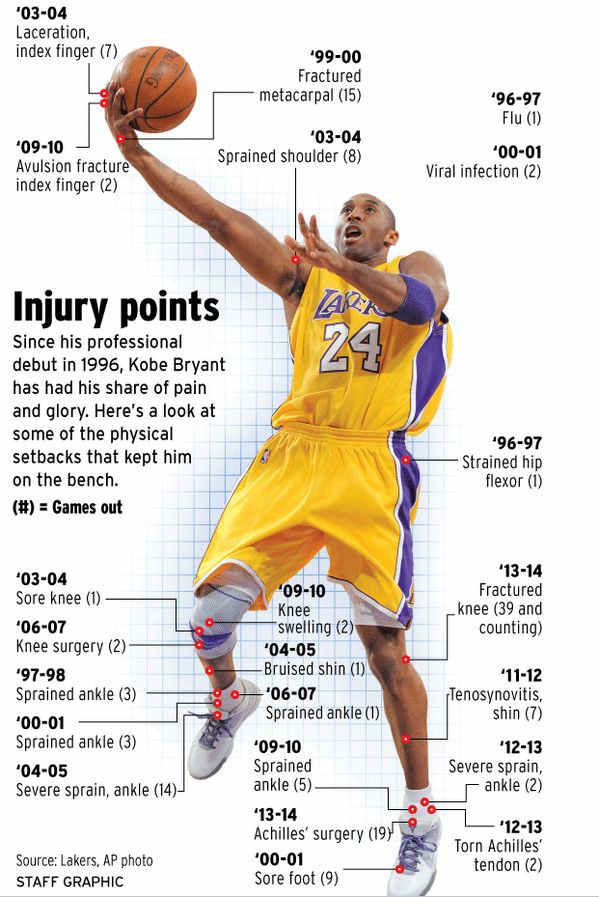 ‘03-04
Laceration,
index finger (7)
‘99-00
Fractured
metacarpal (15)
‘96-97
Flu (1)
‘09-10
Avulsion fracture
index finger (2)
‘03-04
Sprained shoulder (8)
‘00-01
Viral infection (2)
LAKERS
24
Injury points
Since his professional
debut in 1996, Kobe Bryant
has had his share of pain
and glory. Here’s a look at
some of the physical
setbacks that kept him
on the bench.
(#) = Games out
‘96-97
Strained hip
flexor (1)
‘03-04
Sore knee (1)
‘06-07
Knee surgery (2)
‘97-98
Sprained ankle (3)
‘00-01
Sprained ankle (3)
‘04-05
Severe sprain, ankle (14)
‘09-10
Knee
swelling (2)
‘04-05
Bruised shin (1)
‘06-07
Sprained ankle (1)
‘09-10
Sprained
ankle (5)
‘13-14
Achilles’ surgery (19)
‘00-01
Sore foot (9)
‘13-14
Fractured
knee (39 and
counting)
‘11-12
Tenosynovitis,
shin (7)
‘12-13
Severe sprain,
ankle (2)
‘12-13
Torn Achilles’
tendon (2)
Source: Lakers, AP photo
STAFF GRAPHIC